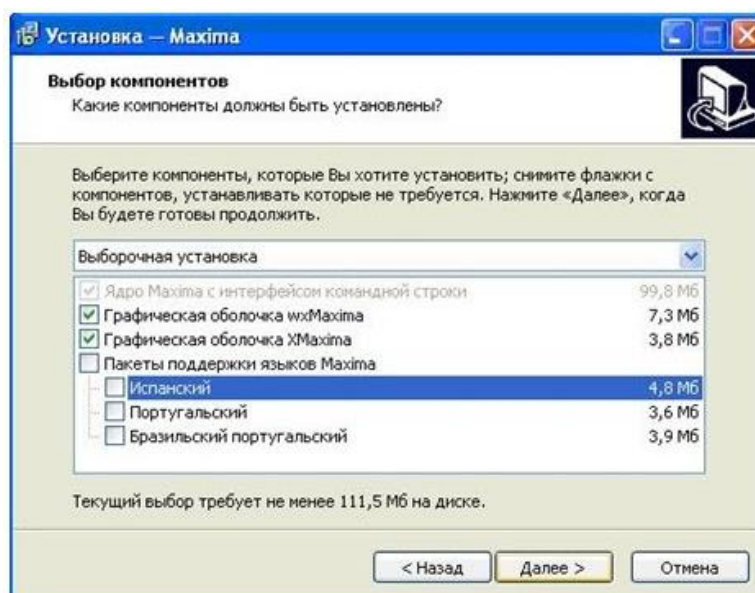 Установка — Maxima
Выбор компонентов
Какие компоненты должны быть установлены?
Выберите компоненты, которые Вы хотите установить; снимите флажки с
компонентов, устанавливать которые не требуется. Нажмите «Далее», когда
Вы будете готовы продолжить.
Выборочная установка
Ядро Maxima с интерфейсом командной строки 99,8 Мб
Графическая оболочка wxMaxima 7,3 Мб
Графическая оболочка XMaxima 3,8 Мб
Пакеты поддержки языков Maxima
Испанский 4,8 Мб
Португальский 3,6 Мб
Бразильский португальский 3,9 Мб
Текущий выбор требует не менее 111,5 Мб на диске.
< Назад Далее > Отмена